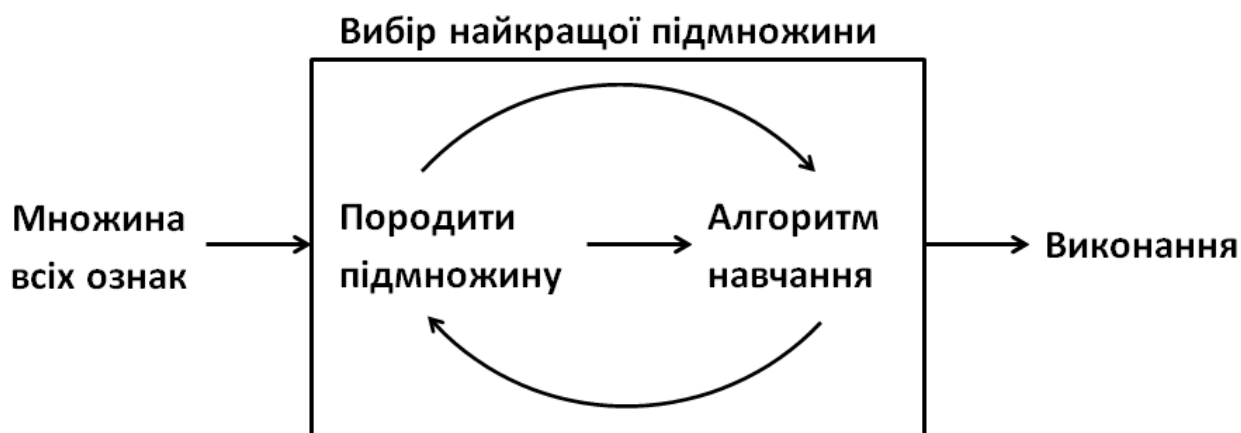 Вибір найкращої підмножини
Множина
всіх ознак
Породити
підмножину
Алгоритм
навчання
Виконання